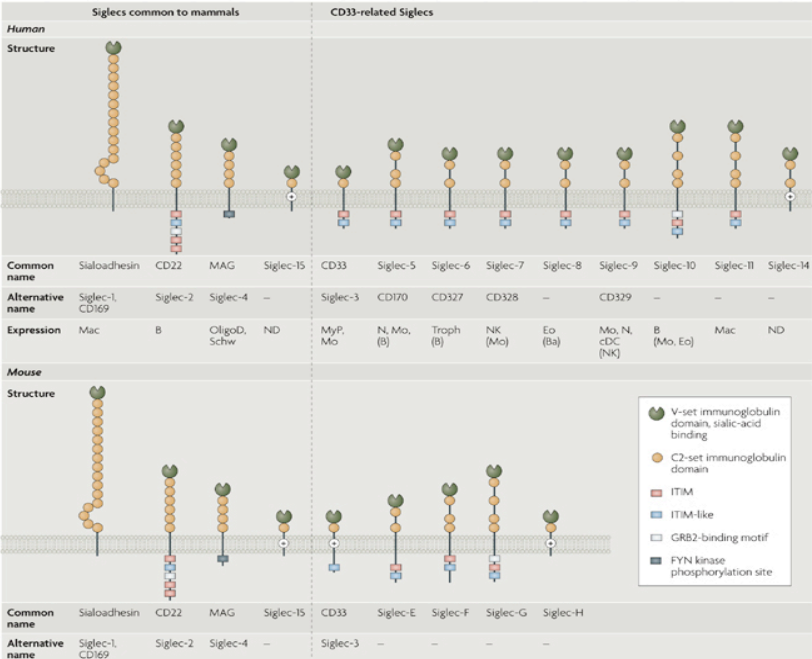 Siglecs common to mammals CD33-related Siglecs
Human
Structure
Common name Sialoadhesin CD22 MAG Siglec-15 CD33 Siglec-5 Siglec-6 Siglec-7 Siglec-8 Siglec-9 Siglec-10 Siglec-11 Siglec-14
Alternative name Siglec-1, CD169 Siglec-2 Siglec-4 – Siglec-3 CD170 CD327 CD328 – CD329 – – –
Expression Mac B OligoD, Schw ND MyP, Mo N, Mo, (B) Troph (B) NK (Mo) Eo (Ba) Mo, N, cDC (NK) B (Mo, Eo) Mac ND
Mouse
Structure
V-set immunoglobulin
domain, sialic-acid
binding
C2-set immunoglobulin
domain
ITIM
ITIM-like
GRB2-binding motif
FYN kinase
phosphorylation site
Common name Sialoadhesin CD22 MAG Siglec-15 CD33 Siglec-E Siglec-F Siglec-G Siglec-H
Alternative name Siglec-1, CD169 Siglec-2 Siglec-4 – Siglec-3 – – – –